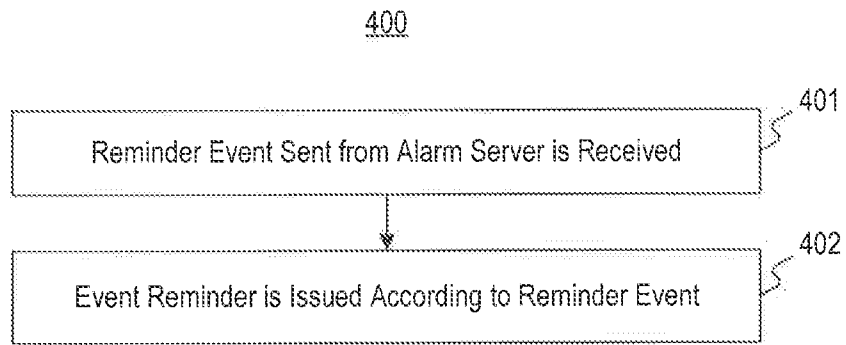 400
401
Reminder Event Sent from Alarm Server is Received
402
Event Reminder is Issued According to Reminder Event